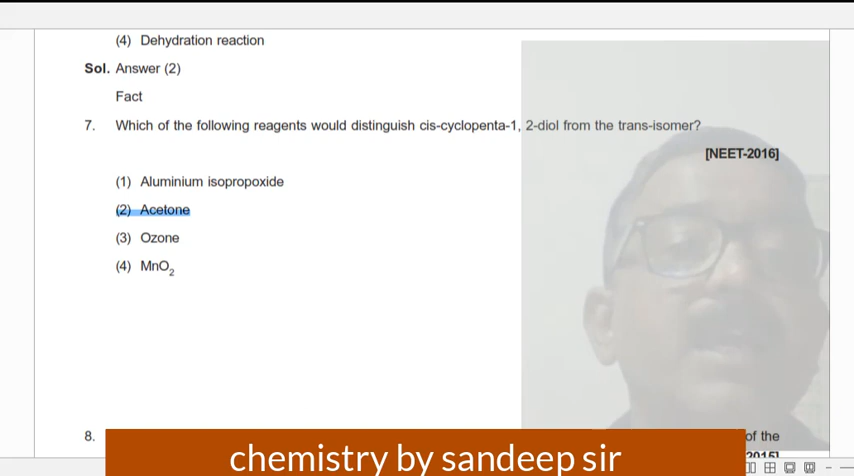 (4) Dehydration reaction
Sol. Answer (2)
Fact
7. Which of the following reagents would distinguish cis-cyclopenta-1, 2-diol from the trans-isomer?
[NEET-2016]
(1) Aluminium isopropoxide
(2) Acetone
(3) Ozone
(4) MnO₂
8. of the
2015]
chemistry by sandeep sir